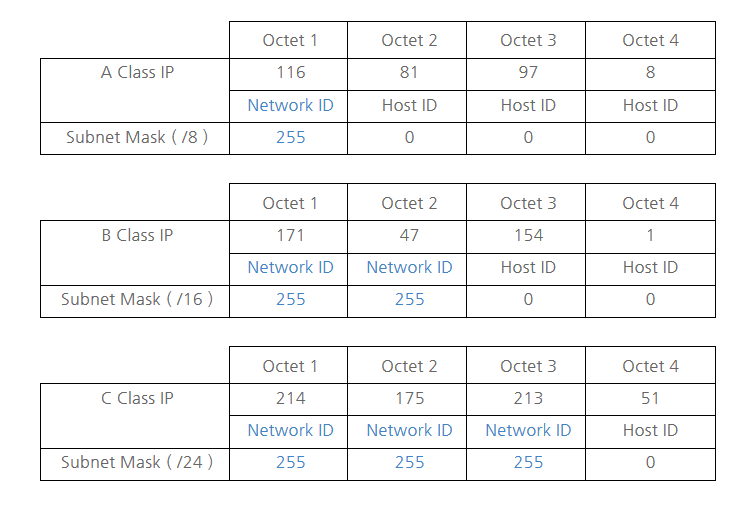 Octet 1 Octet 2 Octet 3 Octet 4
A Class IP 116 81 97 8
Network ID Host ID Host ID Host ID
Subnet Mask ( /8 ) 255 0 0 0
Octet 1 Octet 2 Octet 3 Octet 4
B Class IP 171 47 154 1
Network ID Network ID Host ID Host ID
Subnet Mask ( /16 ) 255 255 0 0
Octet 1 Octet 2 Octet 3 Octet 4
C Class IP 214 175 213 51
Network ID Network ID Network ID Host ID
Subnet Mask ( /24 ) 255 255 255 0